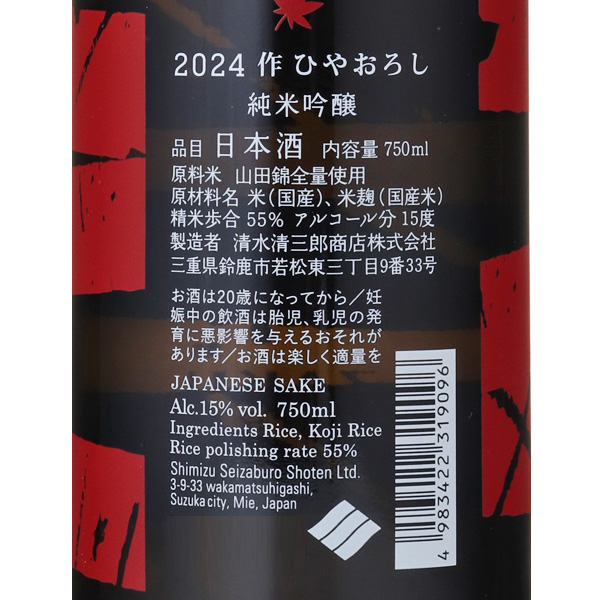 2024 作 ひやおろし
純米吟醸
品目 日本酒 内容量 750ml
原料米 山田錦全量使用
原材料名 米(国産)、米麹(国産米)
精米歩合 55% アルコール分 15度
製造者 清水清三郎商店株式会社
三重県鈴鹿市若松東三丁目9番33号
お酒は20歳になってから/妊
娠中の飲酒は胎児、乳児の発
育に悪影響を与えるおそれが
あります/お酒は楽しく適量を
JAPANESE SAKE
Alc.15% vol. 750ml
Ingredients Rice, Koji Rice
Rice polishing rate 55%
Shimizu Seizaburo Shoten Ltd.
3-9-33 wakamatsuhigashi,
Suzuka city, Mie, Japan
4 983422 319096